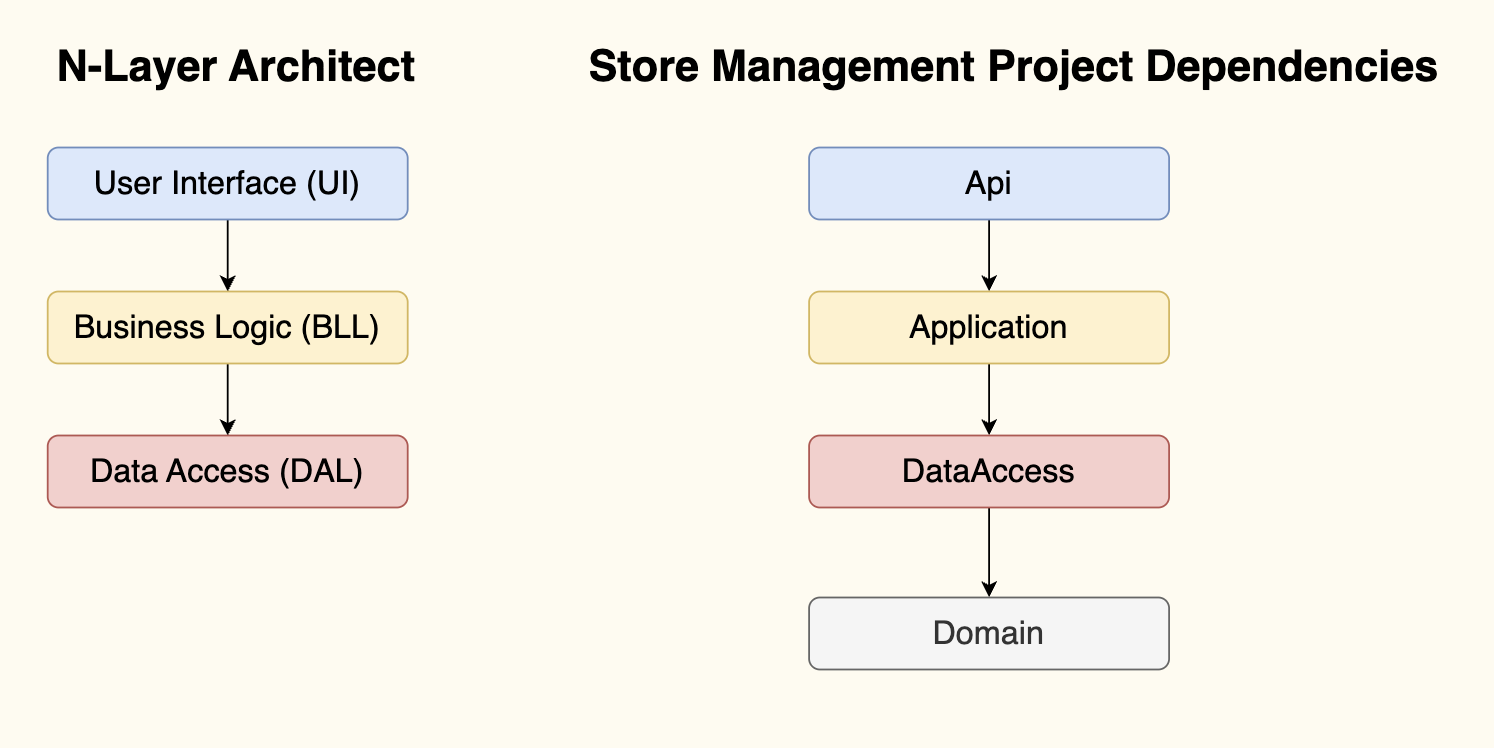 N-Layer Architect
User Interface (UI)
Business Logic (BLL)
Data Access (DAL)
Store Management Project Dependencies
Api
Application
DataAccess
Domain